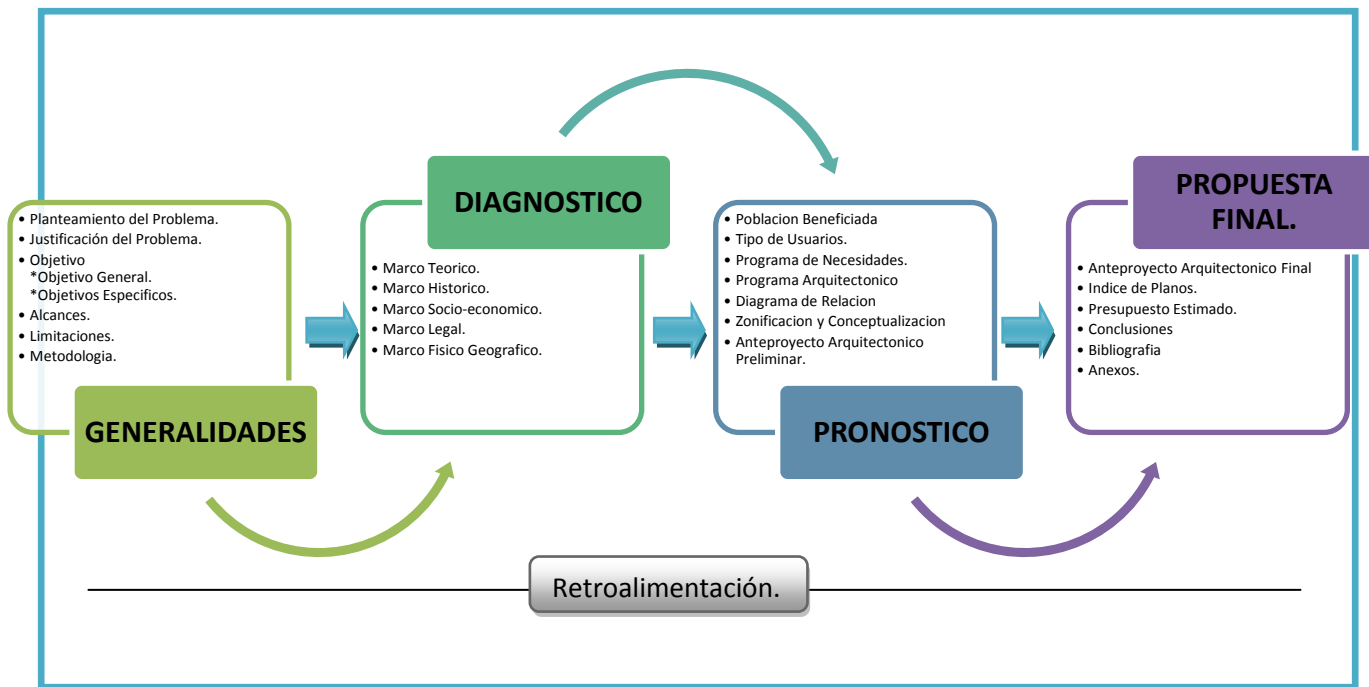 • Planteamiento del Problema.
• Justificación del Problema.
• Objetivo
*Objetivo General.
*Objetivos Especificos.
• Alcances.
• Limitaciones.
• Metodologia.
GENERALIDADES
DIAGNOSTICO
• Marco Teorico.
• Marco Historico.
• Marco Socio-economico.
• Marco Legal.
• Marco Fisico Geografico.
• Poblacion Beneficiada
• Tipo de Usuarios.
• Programa de Necesidades.
• Programa Arquitectonico
• Diagrama de Relacion
• Zonificacion y Conceptualizacion
• Anteproyecto Arquitectonico
Preliminar.
PRONOSTICO
PROPUESTA
FINAL.
• Anteproyecto Arquitectonico Final
• Indice de Planos.
• Presupuesto Estimado.
• Conclusiones
• Bibliografia
• Anexos.
Retroalimentación.